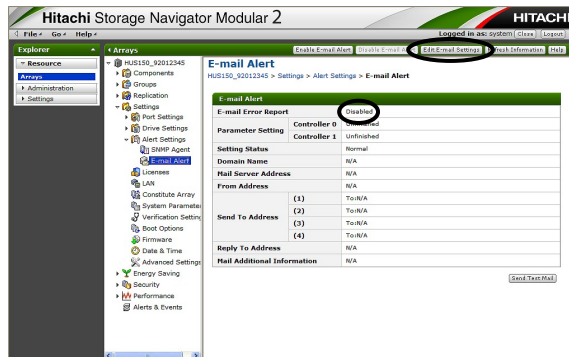 Hitachi Storage Navigator Modular 2
HITACHI
File Go Help
Logged in as: system Close Logout
Explorer
Arrays
Enable E-mail Alert Disable E-mail Edit E-mail Settings Refresh Information Help
Resource
Arrays
Administration
Settings
HUS150_92012345
Components
Groups
Replication
Settings
Port Settings
Drive Settings
Alert Settings
SNMP Agent
E-mail Alert
Licenses
LAN
Constitute Array
System Parameter
Verification Setting
Boot Options
Firmware
Date & Time
Advanced Settings
Energy Saving
Security
Performance
Alerts & Events
E-mail Alert
HUS150_92012345 > Settings > Alert Settings > E-mail Alert
E-mail Alert
E-mail Error Report Disabled
Parameter Setting Controller 0 Unfinished
Controller 1 Unfinished
Setting Status Normal
Domain Name N/A
Mail Server Address N/A
From Address N/A
Send To Address (1) To:N/A
(2) To:N/A
(3) To:N/A
(4) To:N/A
Reply To Address N/A
Mail Additional Information N/A
Send Test Mail